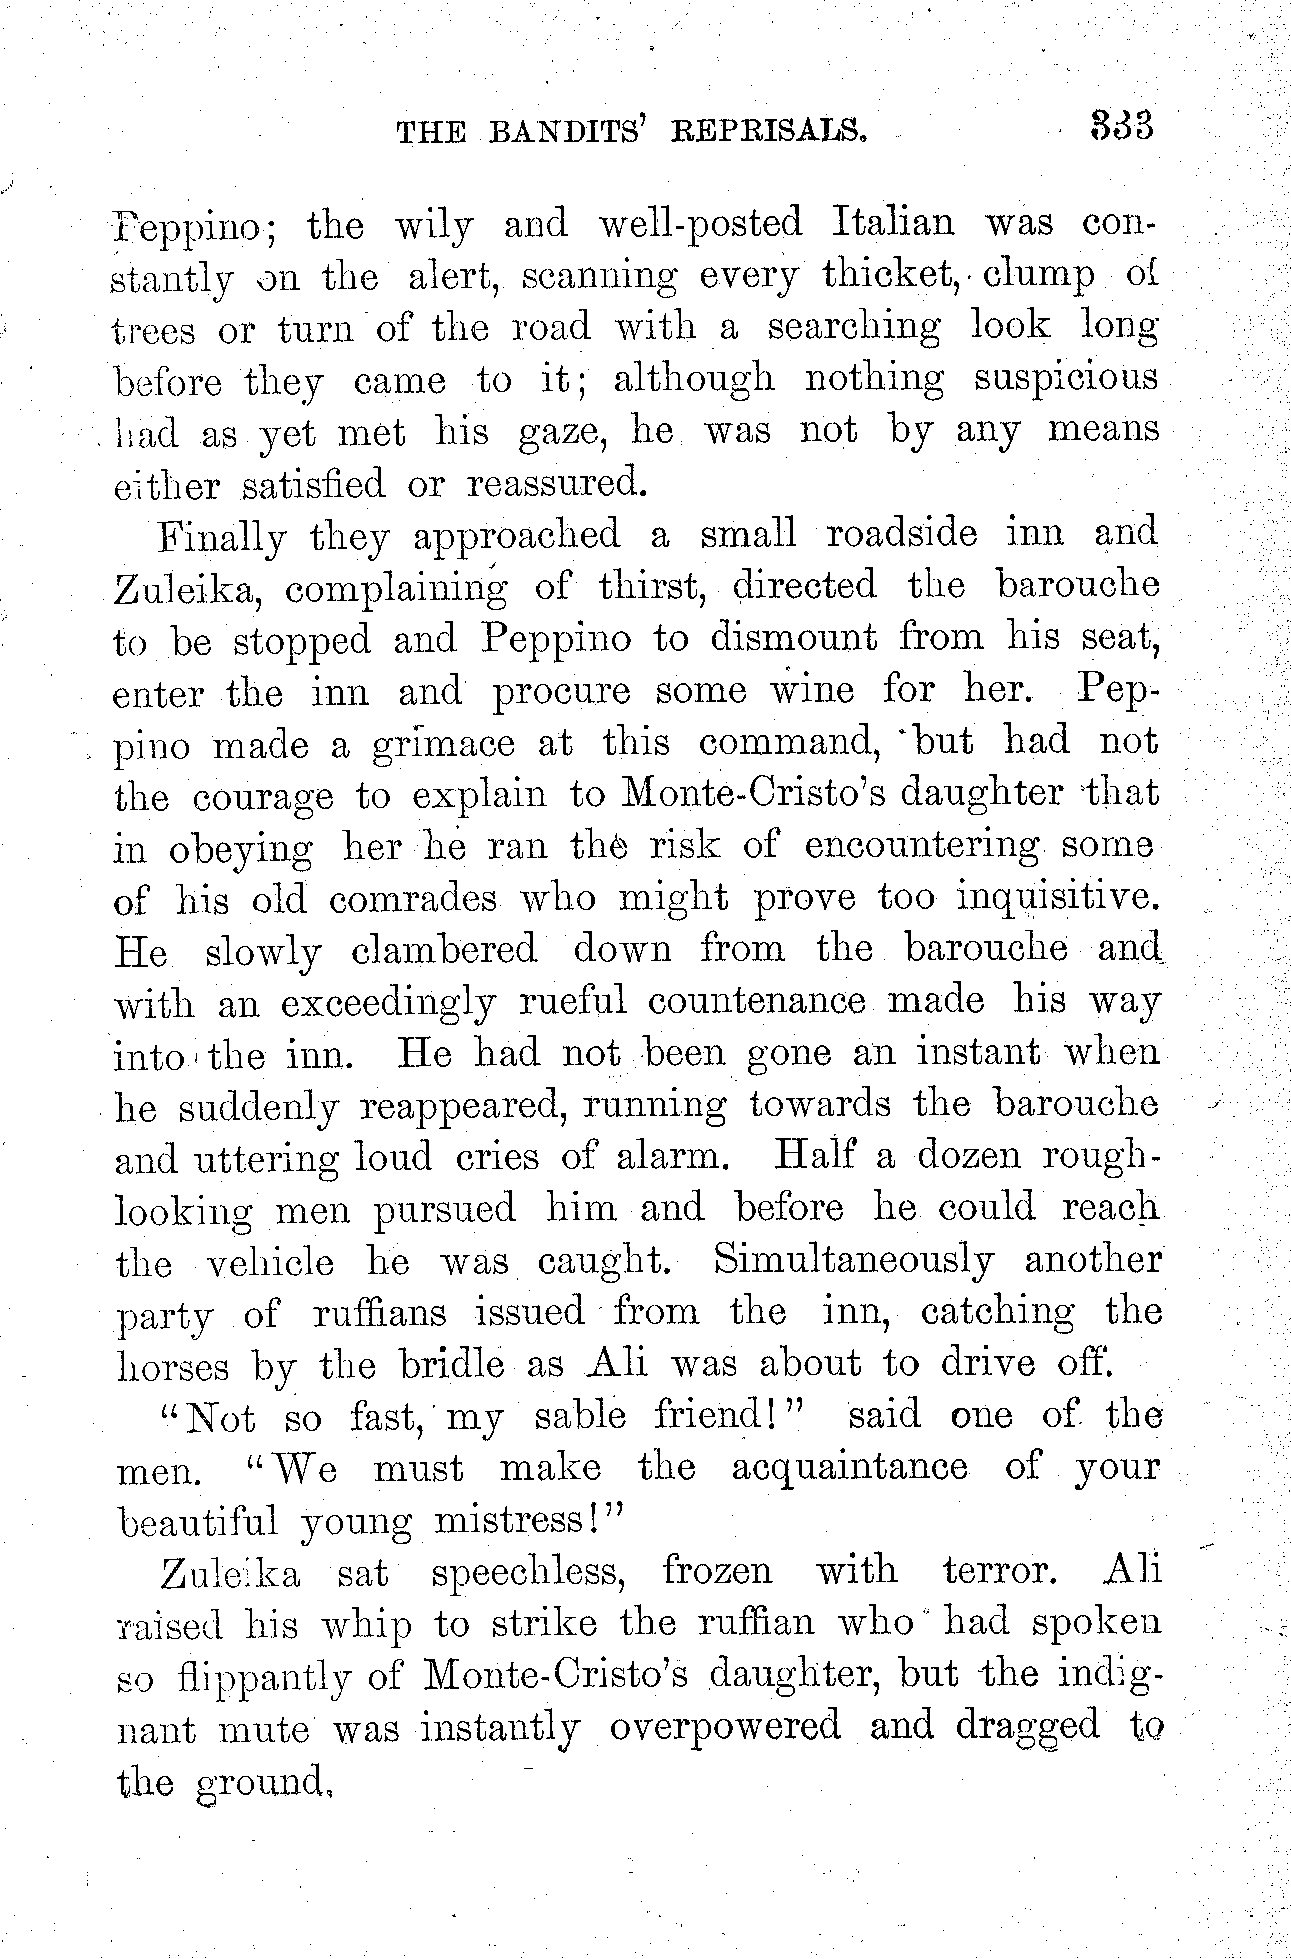 THE BANDITS' REPRISALS. 333
Peppino; the wily and well-posted Italian was con-
stantly on the alert, scanning every thicket, clump of
trees or turn of the road with a searching look long
before they came to it; although nothing suspicious
had as yet met his gaze, he was not by any means
either satisfied or reassured.
Finally they approached a small roadside inn and
Zuleika, complaining of thirst, directed the barouche
to be stopped and Peppino to dismount from his seat,
enter the inn and procure some wine for her. Pep-
pino made a grimace at this command, but had not
the courage to explain to Monte-Cristo's daughter that
in obeying her he ran the risk of encountering some
of his old comrades who might prove too inquisitive.
He slowly clambered down from the barouche and
with an exceedingly rueful countenance made his way
into the inn. He had not been gone an instant when
he suddenly reappeared, running towards the barouche
and uttering loud cries of alarm. Half a dozen rough-
looking men pursued him and before he could reach
the vehicle he was caught. Simultaneously another
party of ruffians issued from the inn, catching the
horses by the bridle as Ali was about to drive off.
"Not so fast, my sable friend!" said one of the
men. "We must make the acquaintance of your
beautiful young mistress!"
Zuleika sat speechless, frozen with terror. Ali
raised his whip to strike the ruffian who had spoken
so flippantly of Monte-Cristo's daughter, but the indig-
nant mute was instantly overpowered and dragged to
the ground.